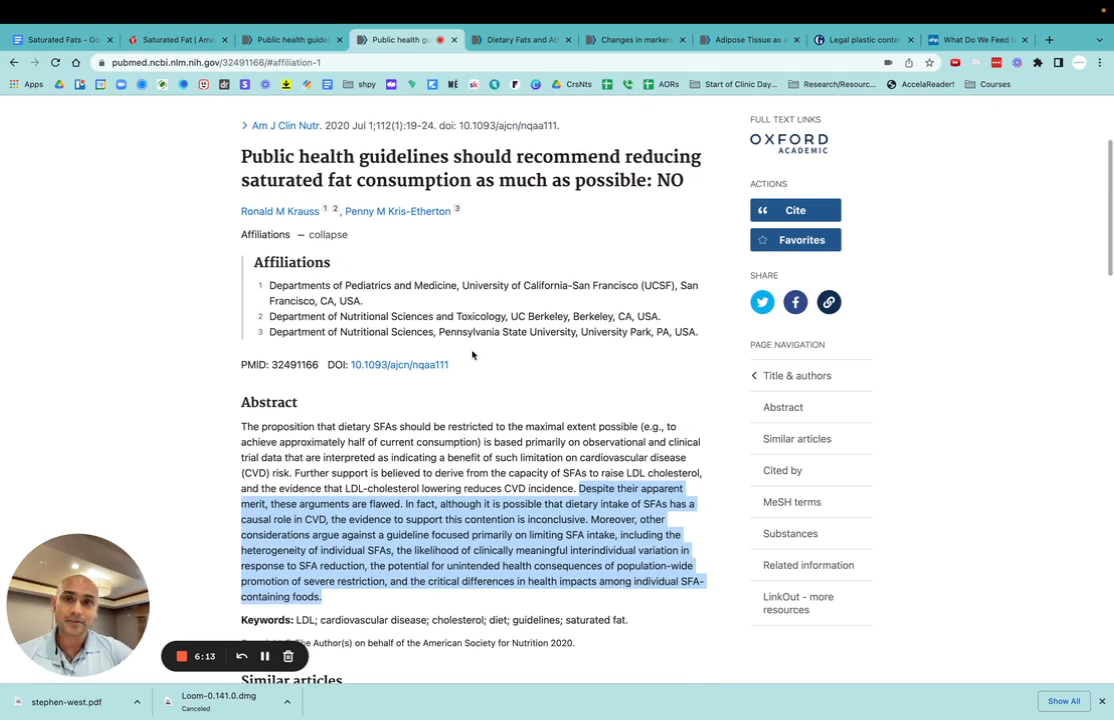 Saturated Fats - Go
Saturated Fat | Ame
Public health guide
Public health gu
Dietary Fats and Ath
Changes in markers
Adipose Tissue as a
Legal plastic conte
What Do We Feed t
pubmed.ncbi.nlm.nih.gov/32491166/#affiliation-1
Apps
shpy
CrsNts
AORs
Start of Clinic Day...
Research/Resourc...
AccelaReader!
Courses
Am J Clin Nutr. 2020 Jul 1;112(1):19-24. doi: 10.1093/ajcn/nqaa111.
Public health guidelines should recommend reducing
saturated fat consumption as much as possible: NO
Ronald M Krauss 1 2, Penny M Kris-Etherton 3
Affiliations – collapse
Affiliations
1 Departments of Pediatrics and Medicine, University of California-San Francisco (UCSF), San
Francisco, CA, USA.
2 Department of Nutritional Sciences and Toxicology, UC Berkeley, Berkeley, CA, USA.
3 Department of Nutritional Sciences, Pennsylvania State University, University Park, PA, USA.
PMID: 32491166 DOI: 10.1093/ajcn/nqaa111
Abstract
The proposition that dietary SFAs should be restricted to the maximal extent possible (e.g., to
achieve approximately half of current consumption) is based primarily on observational and clinical
trial data that are interpreted as indicating a benefit of such limitation on cardiovascular disease
(CVD) risk. Further support is believed to derive from the capacity of SFAs to raise LDL cholesterol,
and the evidence that LDL-cholesterol lowering reduces CVD incidence. Despite their apparent
merit, these arguments are flawed. In fact, although it is possible that dietary intake of SFAs has a
causal role in CVD, the evidence to support this contention is inconclusive. Moreover, other
considerations argue against a guideline focused primarily on limiting SFA intake, including the
heterogeneity of individual SFAs, the likelihood of clinically meaningful interindividual variation in
response to SFA reduction, the potential for unintended health consequences of population-wide
promotion of severe restriction, and the critical differences in health impacts among individual SFA-
containing foods.
Keywords: LDL; cardiovascular disease; cholesterol; diet; guidelines; saturated fat.
The Author(s) on behalf of the American Society for Nutrition 2020.
Similar articles
FULL TEXT LINKS
OXFORD
ACADEMIC
ACTIONS
Cite
Favorites
SHARE
PAGE NAVIGATION
Title & authors
Abstract
Similar articles
Cited by
MeSH terms
Substances
Related information
LinkOut - more
resources
6:13
stephen-west.pdf
Loom-0.141.0.dmg
Canceled
Show All